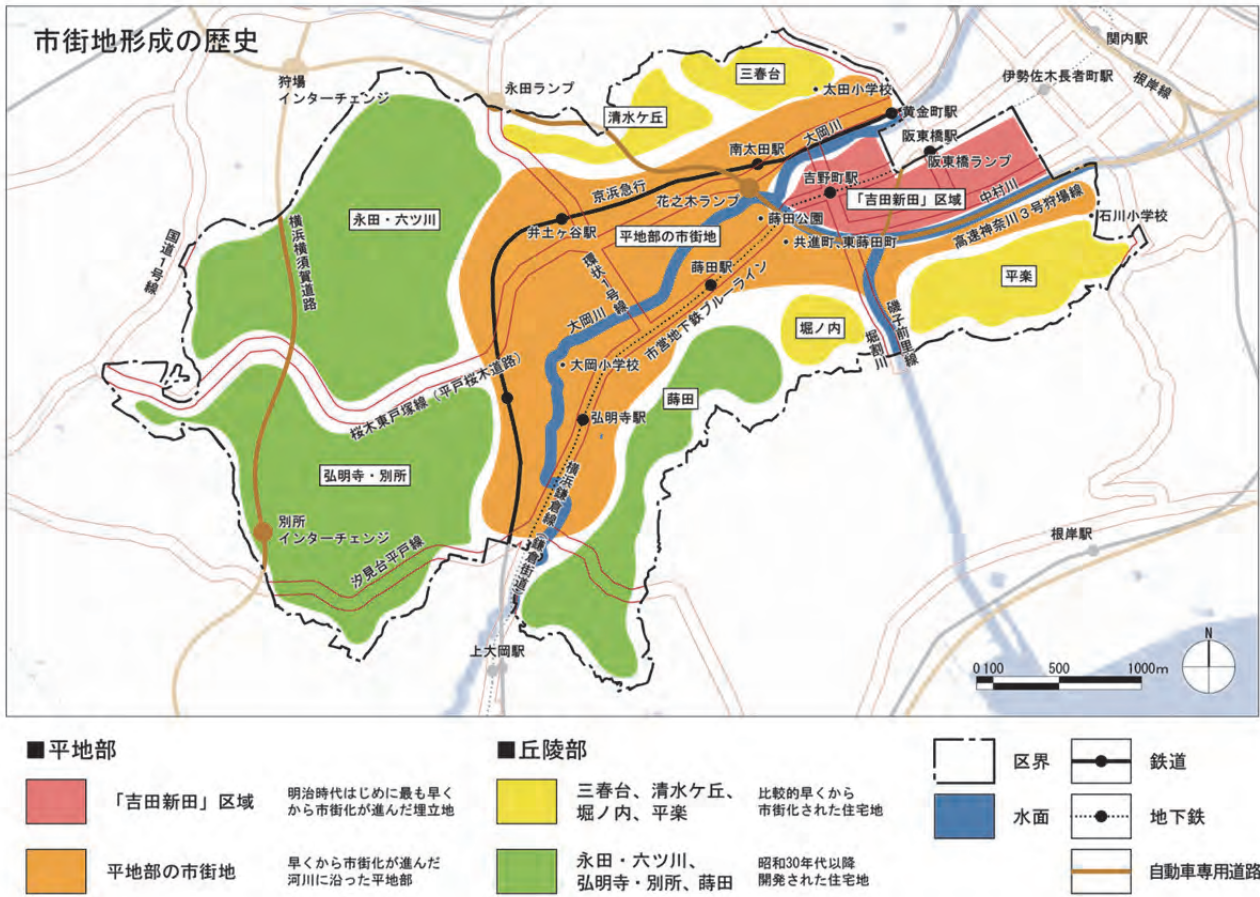 市街地形成の歴史
関内駅
根岸線
伊勢佐木長者町駅
狩場
インターチェンジ
永田ランプ
三春台
太田小学校
清水ケ丘
黄金町駅
大岡川
阪東橋駅
阪東橋ランプ
南太田駅
吉野町駅
京浜急行
花之木ランプ
「吉田新田」区域
中村川
永田・六ツ川
井土ヶ谷駅
平地部の市街地
蒔田公園
共進町、東蒔田町
高速神奈川3号狩場線
石川小学校
国道1号線
横浜横須賀道路
環状1号線
蒔田駅
平楽
大岡川
市営地下鉄ブルーライン
堀ノ内
堀割川
磯子前里線
大岡小学校
桜木東戸塚線(平戸桜木道路)
蒔田
弘明寺駅
弘明寺・別所
横浜鎌倉線(鎌倉街道)
別所
インターチェンジ
汐見台平戸線
根岸駅
上大岡駅
0 100 500 1000m
N
■平地部
「吉田新田」区域
明治時代はじめに最も早く
から市街化が進んだ埋立地
平地部の市街地
早くから市街化が進んだ
河川に沿った平地部
■丘陵部
三春台、清水ケ丘、
堀ノ内、平楽
比較的早くから
市街化された住宅地
永田・六ツ川、
弘明寺・別所、蒔田
昭和30年代以降
開発された住宅地
区界
鉄道
水面
地下鉄
自動車専用道路